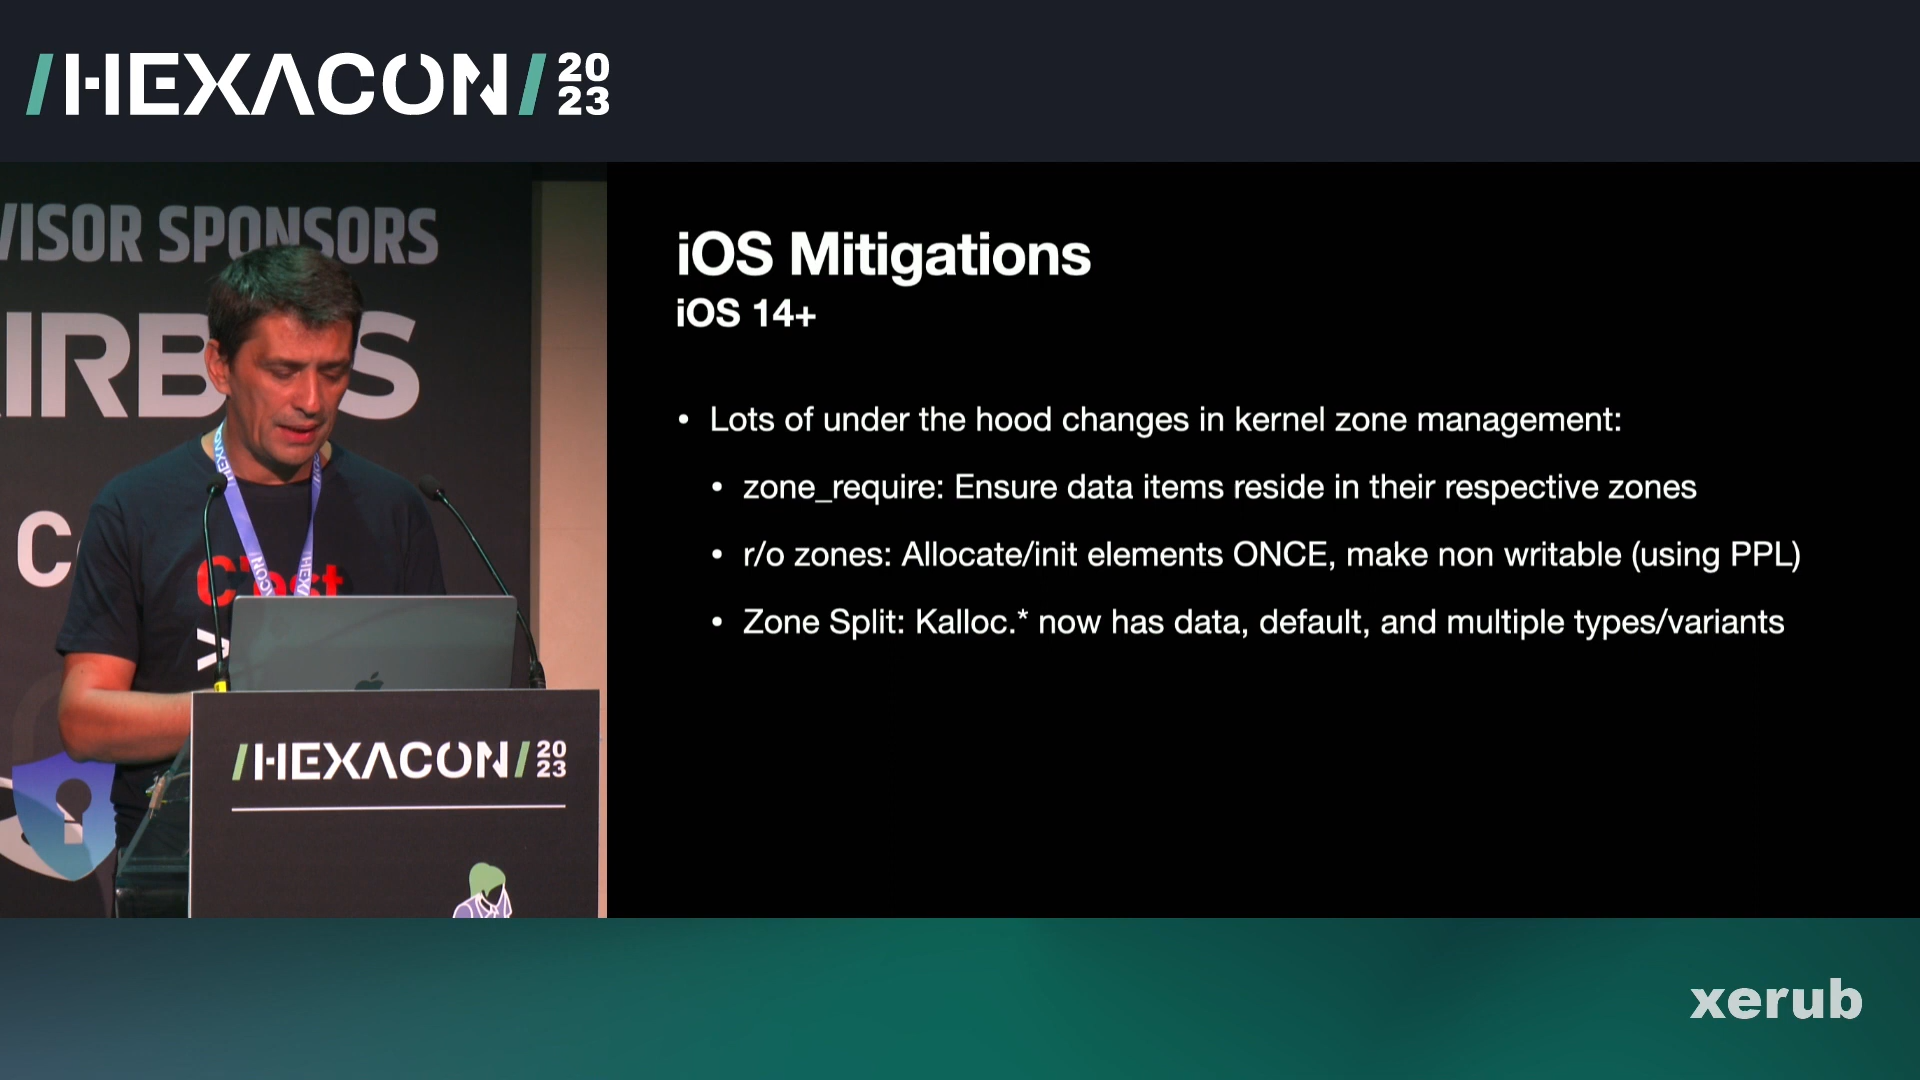 /HEXACON/ 20
23
VISOR SPONSORS
C'est
>
iOS Mitigations
iOS 14+
• Lots of under the hood changes in kernel zone management:
• zone_require: Ensure data items reside in their respective zones
• r/o zones: Allocate/init elements ONCE, make non writable (using PPL)
• Zone Split: Kalloc.* now has data, default, and multiple types/variants
/HEXACON/ 20
23
xerub